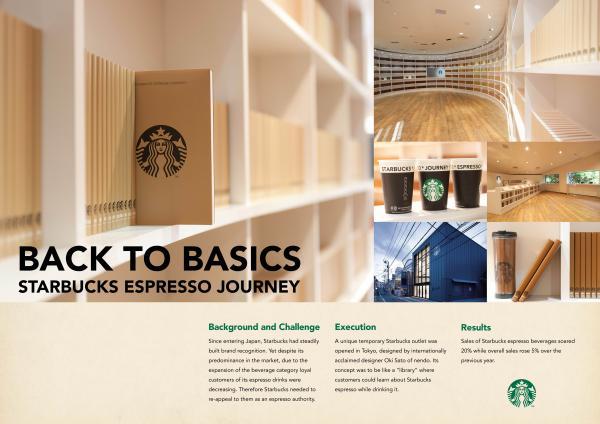 STARBUCKS
JOURNEY
ESPRESSO
BACK TO BASICS
STARBUCKS ESPRESSO JOURNEY
Background and Challenge
Since entering Japan, Starbucks had steadily
built brand recognition. Yet despite its
predominance in the market, due to the
expansion of the beverage category loyal
customers of its espresso drinks were
decreasing. Therefore Starbucks needed to
re-appeal to them as an espresso authority.
Execution
A unique temporary Starbucks outlet was
opened in Tokyo, designed by internationally
acclaimed designer Oki Sato of nendo. Its
concept was to be like a “library” where
customers could learn about Starbucks
espresso while drinking it.
Results
Sales of Starbucks espresso beverages soared
20% while overall sales rose 5% over the
previous year.